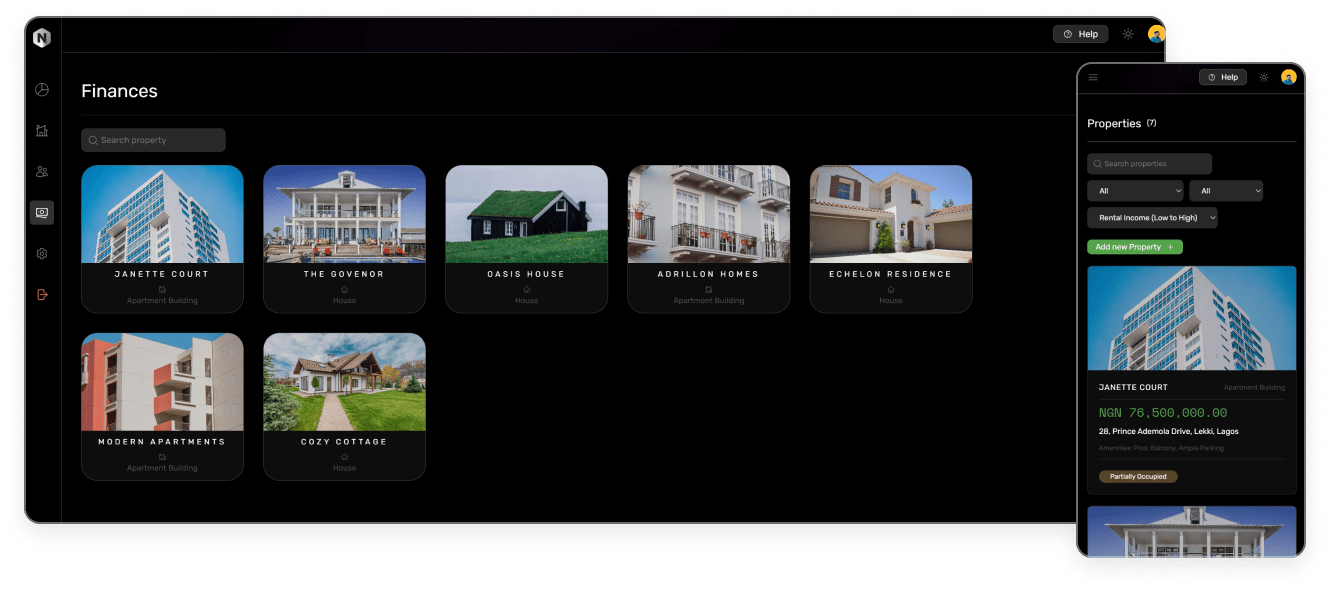 N
Help
Finances
Search property
JANETTE COURT
Apartment Building
THE GOVENOR
House
OASIS HOUSE
House
ADRILLON HOMES
Apartment Building
ECHELON RESIDENCE
House
MODERN APARTMENTS
Apartment Building
COZY COTTAGE
House
Help
Properties (7)
Search properties
All All
Rental Income (Low to High)
Add new Property +
JANETTE COURT Apartment Building
NGN 76,500,000.00
28, Prince Ademola Drive, Lekki, Lagos
Amenities: Pool, Balcony, Ample Parking
Partially Occupied